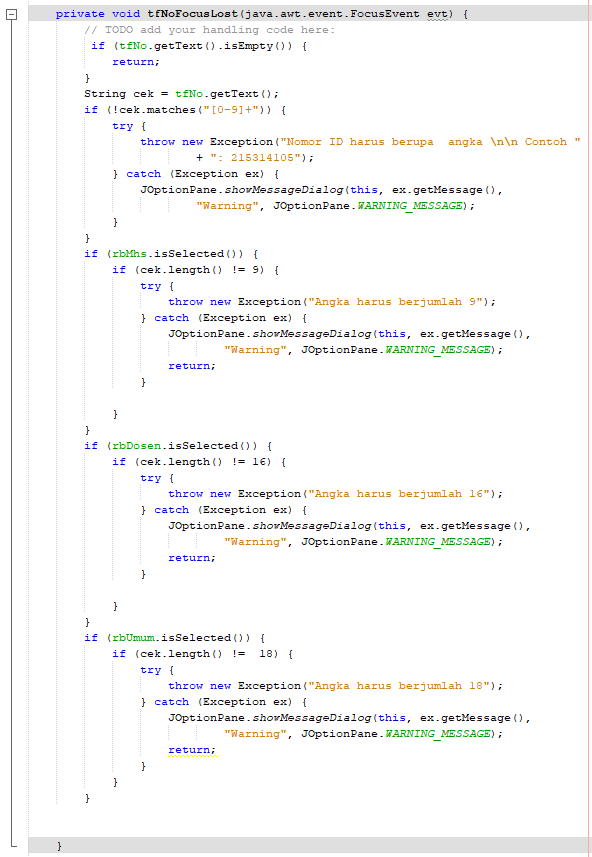 private void tfNoFocusLost(java.awt.event.FocusEvent evt) {
// TODO add your handling code here:
if (tfNo.getText().isEmpty()) {
return;
}
String cek = tfNo.getText();
if (!cek.matches("[0-9]+")) {
try {
throw new Exception("Nomor ID harus berupa  angka \n\n Contoh "
+ ": 215314105");
} catch (Exception ex) {
JOptionPane.showMessageDialog(this, ex.getMessage(),
"Warning", JOptionPane.WARNING_MESSAGE);
}
}
if (rbMhs.isSelected()) {
if (cek.length() != 9) {
try {
throw new Exception("Angka harus berjumlah 9");
} catch (Exception ex) {
JOptionPane.showMessageDialog(this, ex.getMessage(),
"Warning", JOptionPane.WARNING_MESSAGE);
return;
}
}
}
if (rbDosen.isSelected()) {
if (cek.length() != 16) {
try {
throw new Exception("Angka harus berjumlah 16");
} catch (Exception ex) {
JOptionPane.showMessageDialog(this, ex.getMessage(),
"Warning", JOptionPane.WARNING_MESSAGE);
return;
}
}
}
if (rbUmum.isSelected()) {
if (cek.length() !=  18) {
try {
throw new Exception("Angka harus berjumlah 18");
} catch (Exception ex) {
JOptionPane.showMessageDialog(this, ex.getMessage(),
"Warning", JOptionPane.WARNING_MESSAGE);
return;
}
}
}
}